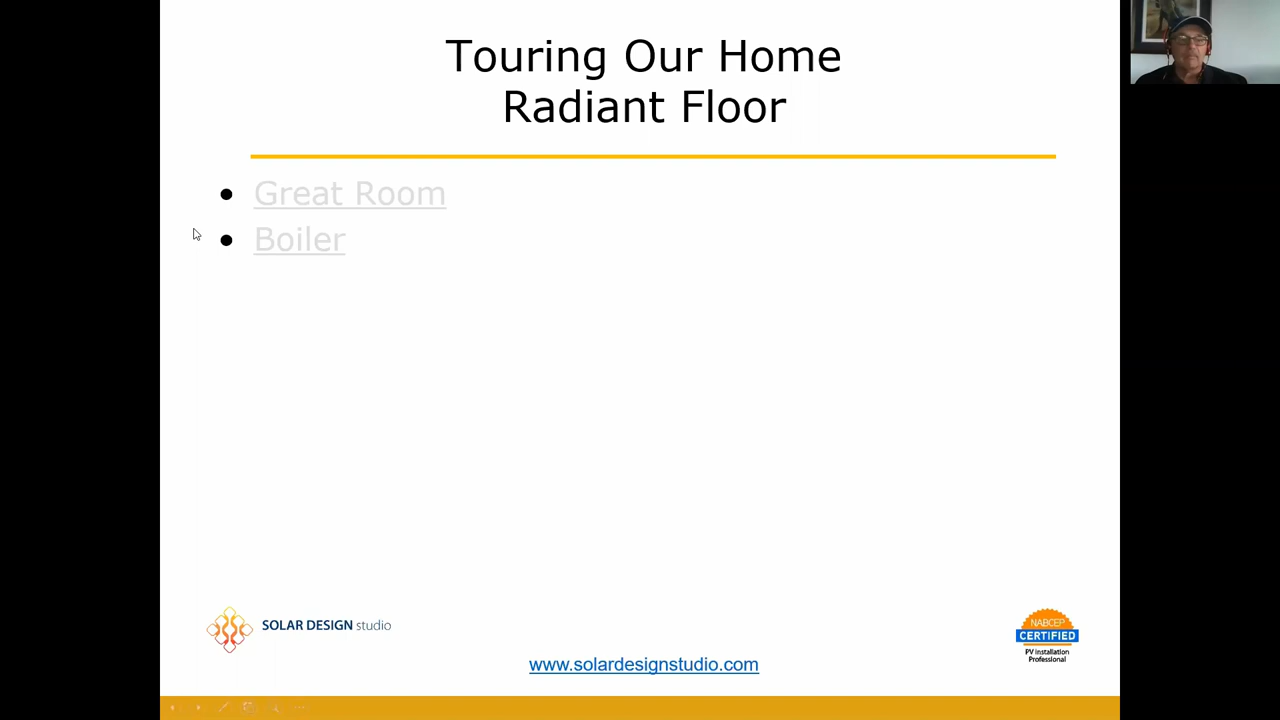 Touring Our Home
Radiant Floor
Great Room
Boiler
SOLAR DESIGN studio
NABCEP
CERTIFIED
PV Installation
Professional
www.solardesignstudio.com